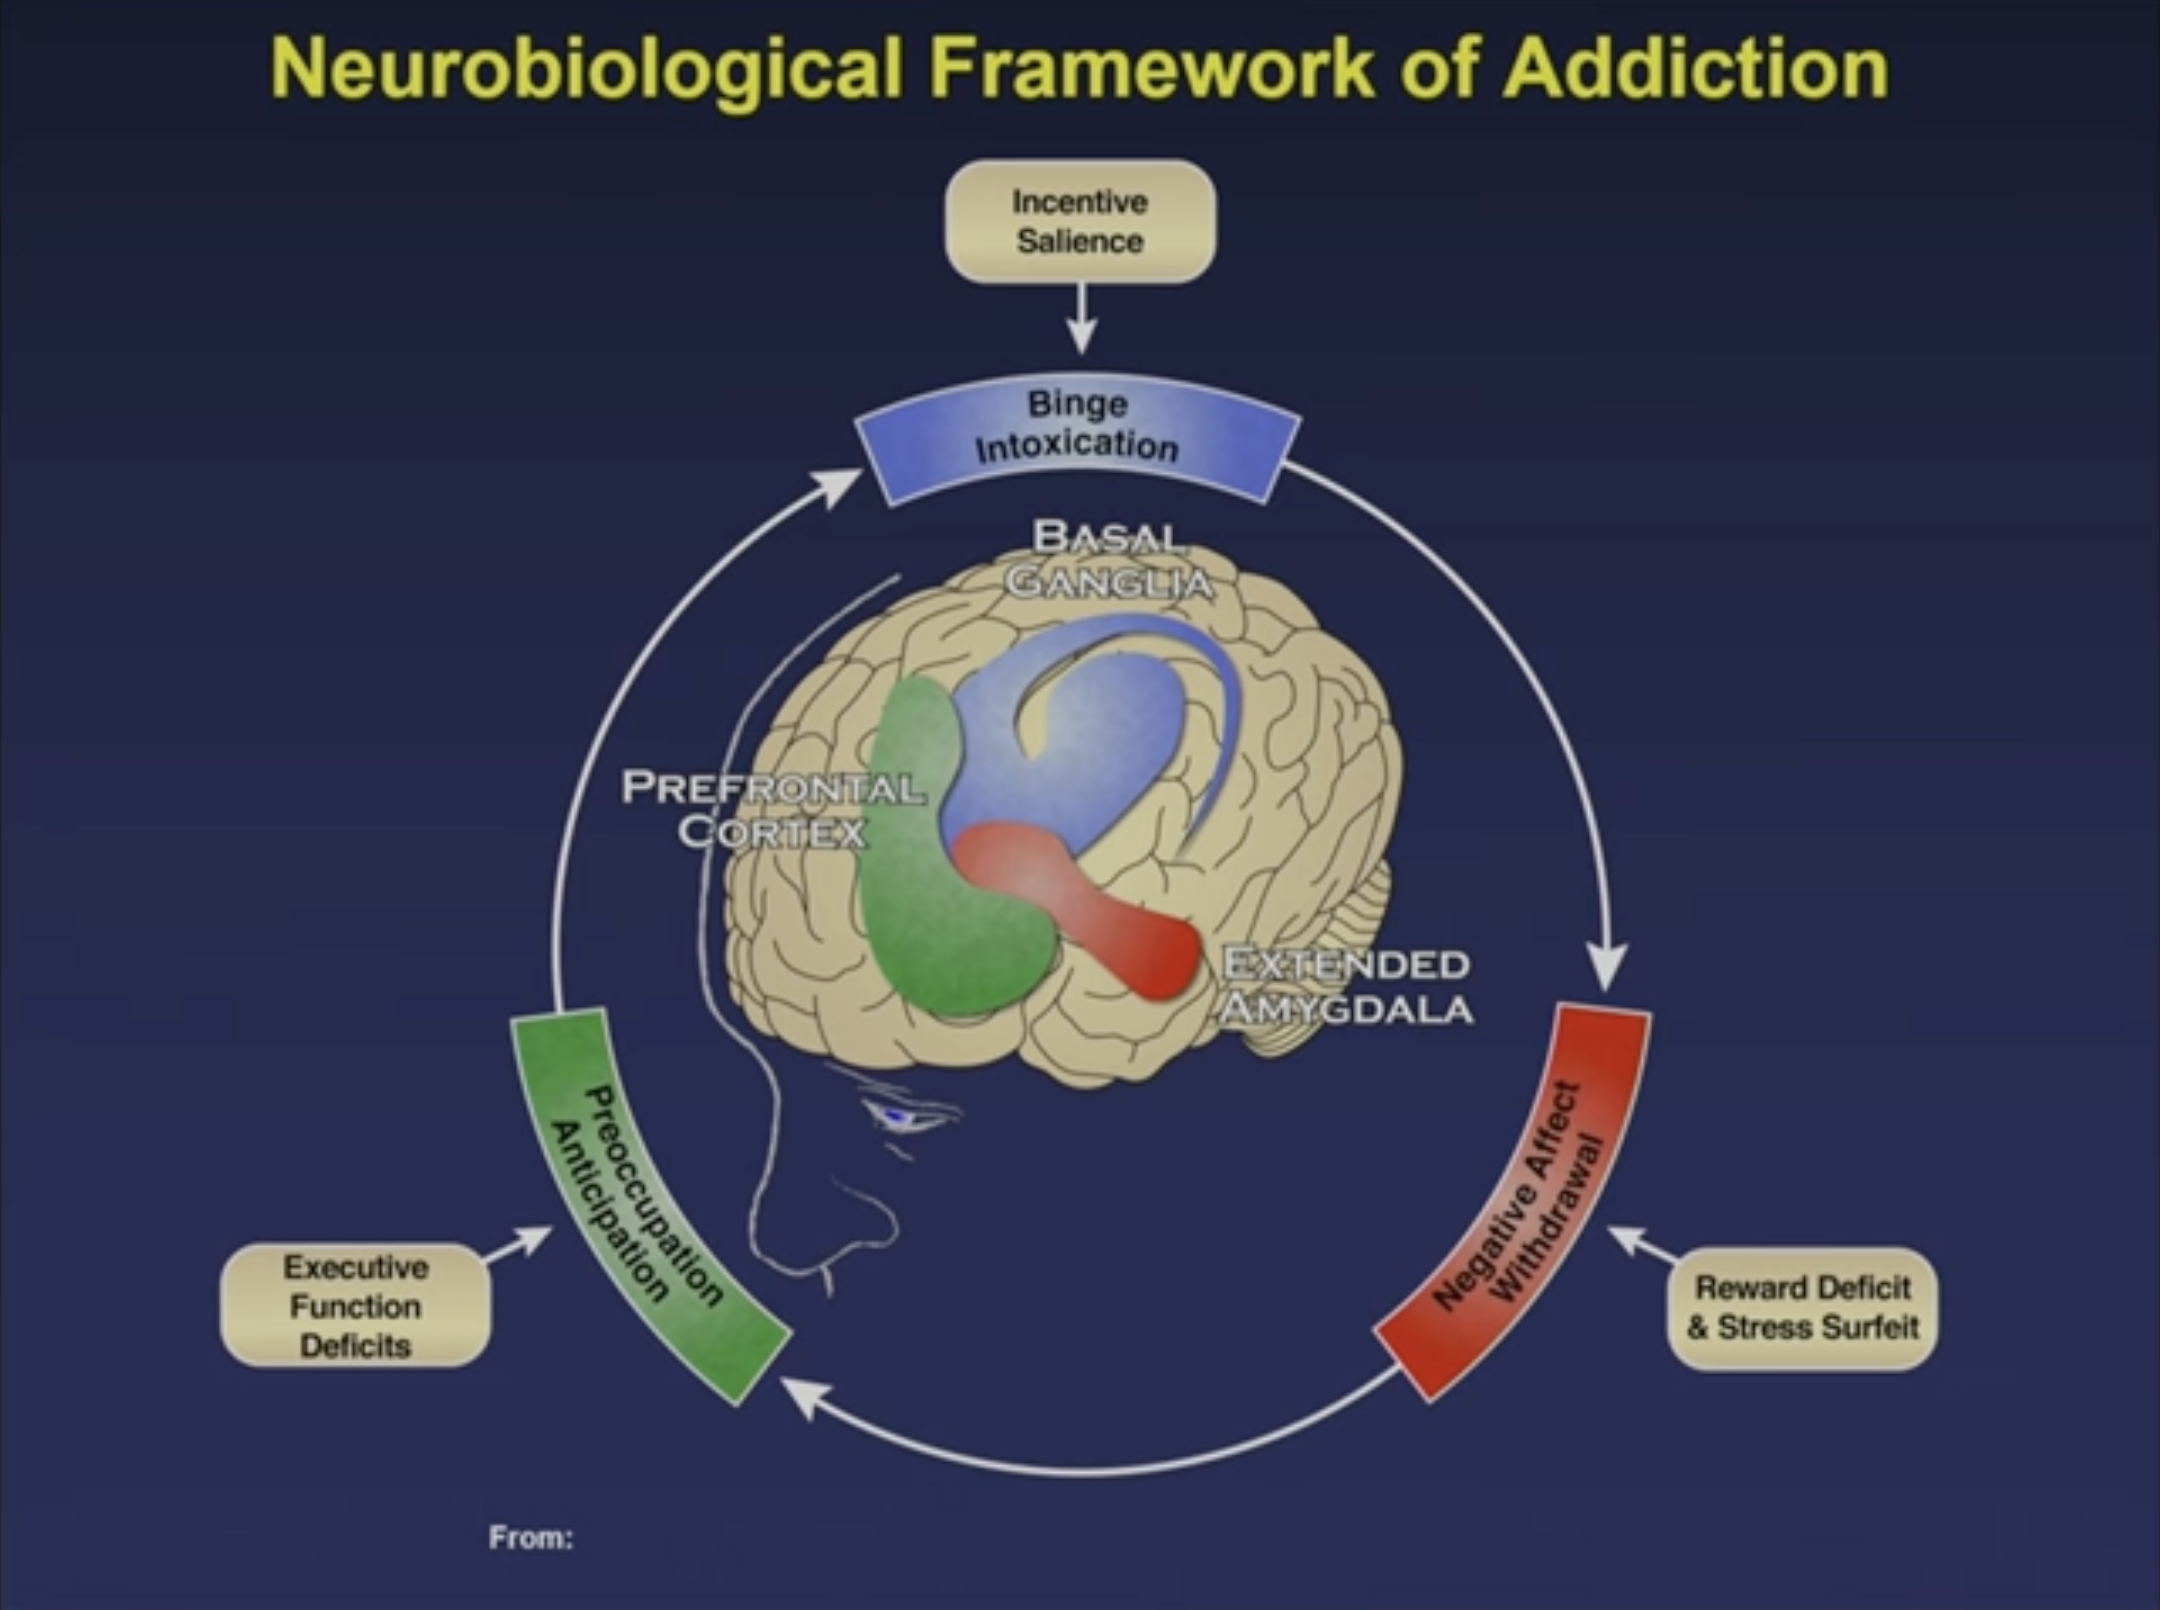 Neurobiological Framework of Addiction
Incentive
Salience
Binge
Intoxication
BASAL
GANGLIA
PREFRONTAL
CORTEX
EXTENDED
AMYGDALA
Preoccupation
Anticipation
Negative Affect
Withdrawal
Executive
Function
Deficits
Reward Deficit
& Stress Surfeit
From: